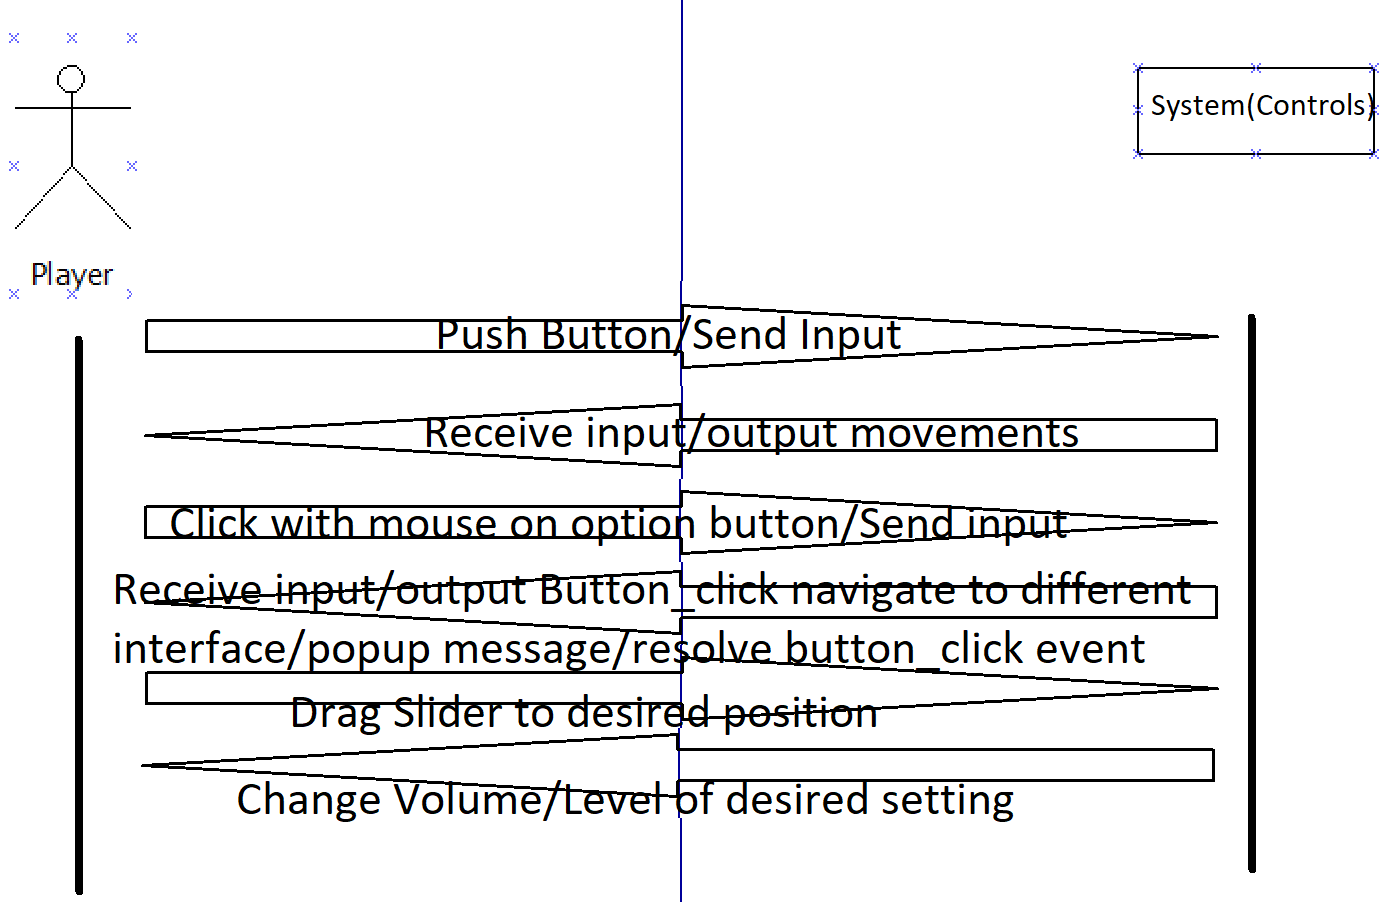 System(Controls)
Player
Push Button/Send Input
Receive input/output movements
Click with mouse on option button/Send input
Receive input/output Button_click navigate to different
interface/popup message/resolve button_click event
Drag Slider to desired position
Change Volume/Level of desired setting